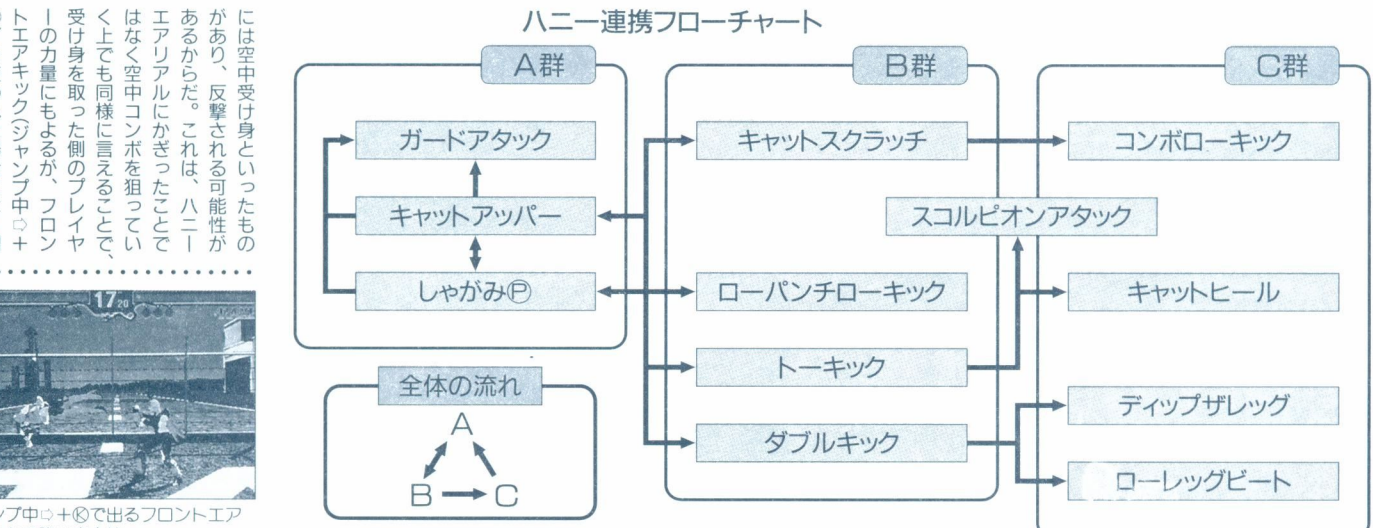 ハニー連携フローチャート
には空中受け身といったもの
があり、反撃される可能性が
あるからだ。これは、ハニー
エアリアルにかぎったことで
はなく空中コンボを狙ってい
く上でも同様に言えることで、
受け身を取った側のプレイヤ
ーの力量にもよるが、フロン
トエアキック(ジャンプ中⇨+
17
20
ンプ中⇨+Ⓚで出るフロントエア
A群
ガードアタック
キャットアッパー
しゃがみⓅ
全体の流れ
A
B
C
B群
キャットスクラッチ
スコルピオンアタック
ローパンチローキック
トーキック
ダブルキック
C群
コンボローキック
キャットヒール
ディップザレッグ
ローレッグビート